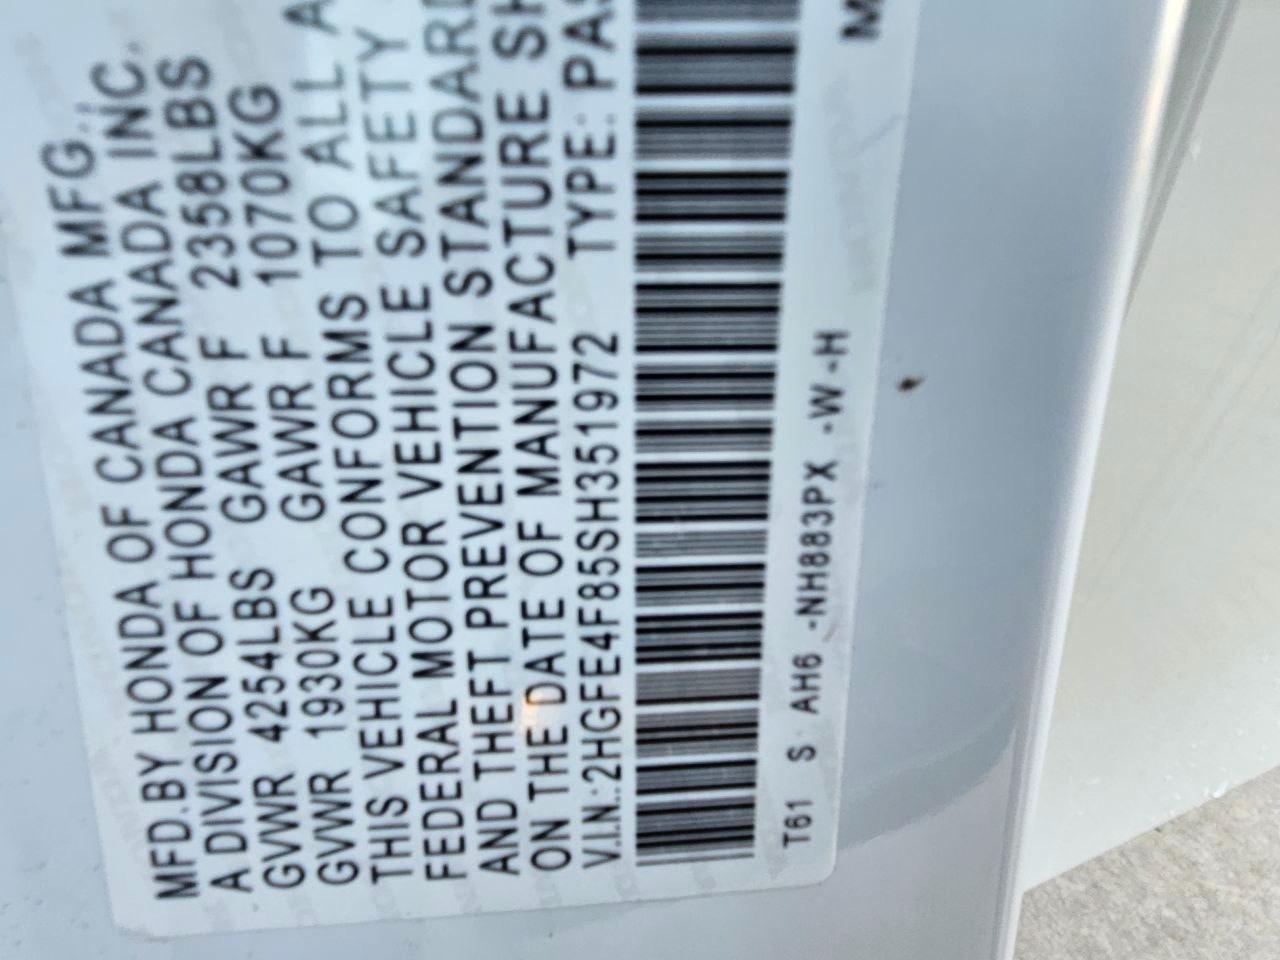 MFD.BY HONDA OF CANADA MFG.,
A DIVISION OF HONDA CANADA INC.
GVWR 4254LBS GAWR F 2358LBS
GVWR 1930KG GAWR F 1070KG
THIS VEHICLE CONFORMS TO ALL A
FEDERAL MOTOR VEHICLE SAFETY
AND THEFT PREVENTION STANDARD
ON THE DATE OF MANUFACTURE SH
V.I.N.:2HGFE4F85SH351972 TYPE: PAS
T61 S AH6 -NH883PX -W -H M